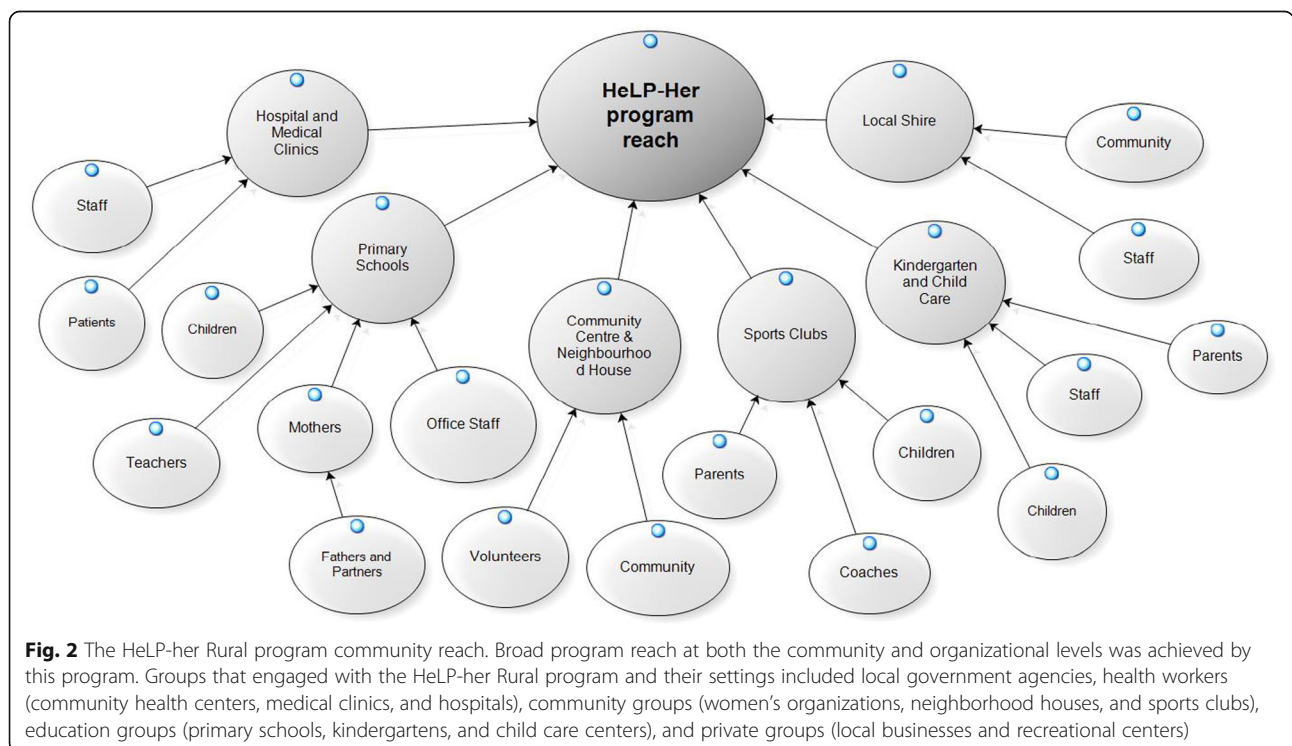 HeLP-Her
program
reach
Hospital and
Medical
Clinics
Local Shire
Community
Staff
Primary
Schools
Kindergarten
and Child
Care
Staff
Patients
Children
Community
Centre &
Neighbourhoo
d House
Sports Clubs
Parents
Staff
Mothers
Office Staff
Teachers
Parents
Children
Children
Fathers and
Partners
Volunteers
Community
Coaches
Fig. 2 The HeLP-her Rural program community reach. Broad program reach at both the community and organizational levels was achieved by
this program. Groups that engaged with the HeLP-her Rural program and their settings included local government agencies, health workers
(community health centers, medical clinics, and hospitals), community groups (women's organizations, neighborhood houses, and sports clubs),
education groups (primary schools, kindergartens, and child care centers), and private groups (local businesses and recreational centers)